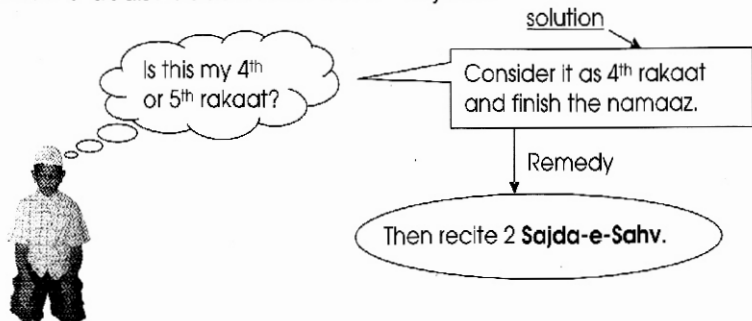 solution
Is this my 4th
or 5th rakaat?
Consider it as 4th rakaat
and finish the namaaz.
Remedy
Then recite 2 Sajda-e-Sahv.